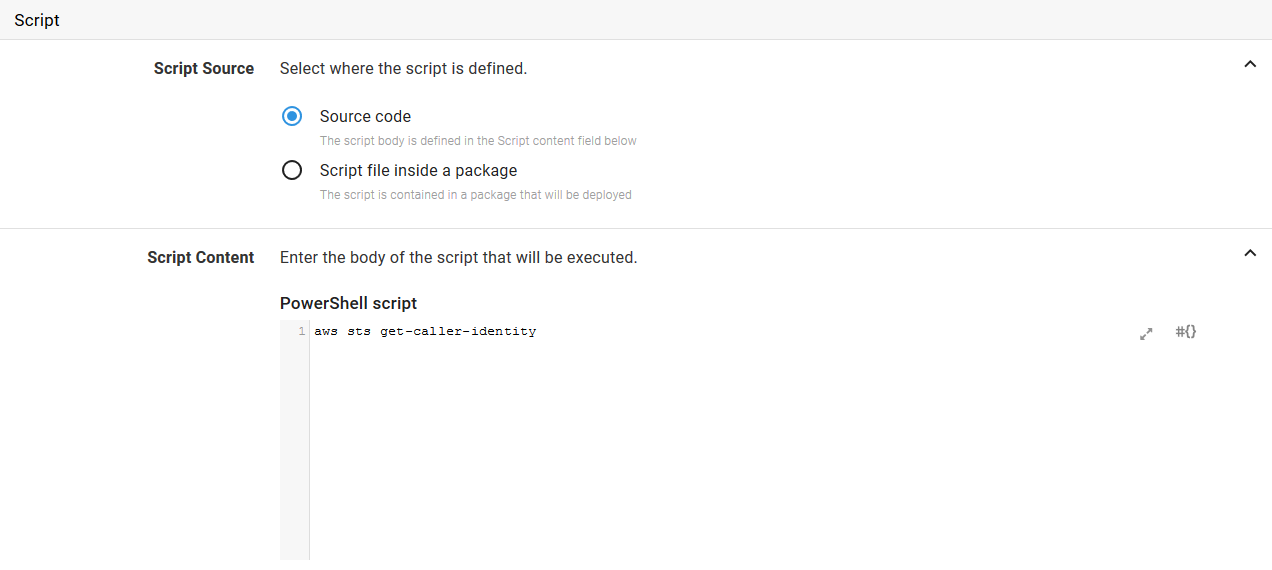 Script
Script Source Select where the script is defined.
Source code
The script body is defined in the Script content field below
Script file inside a package
The script is contained in a package that will be deployed
Script Content Enter the body of the script that will be executed.
PowerShell script
1 aws sts get-caller-identity #{}